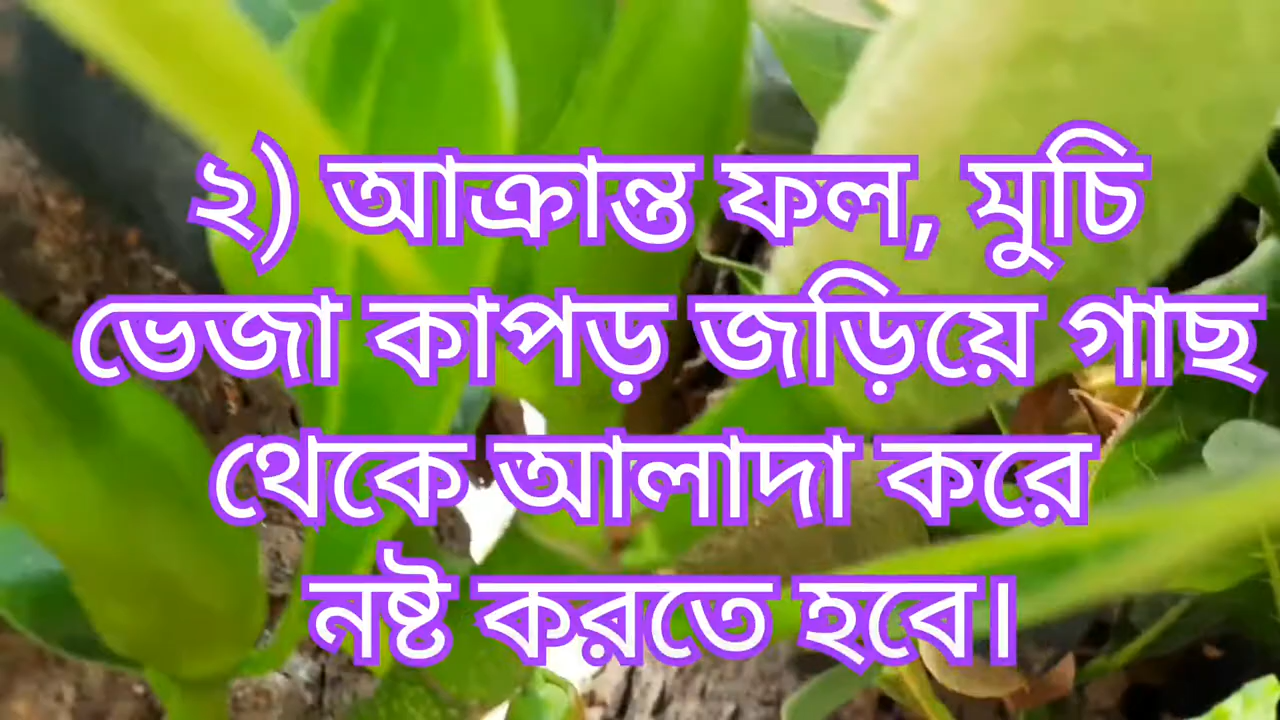 ২) আক্রান্ত ফল, মুচি
ভেজা কাপড় জড়িয়ে গাছ
থেকে আলাদা করে
নষ্ট করতে হবে।